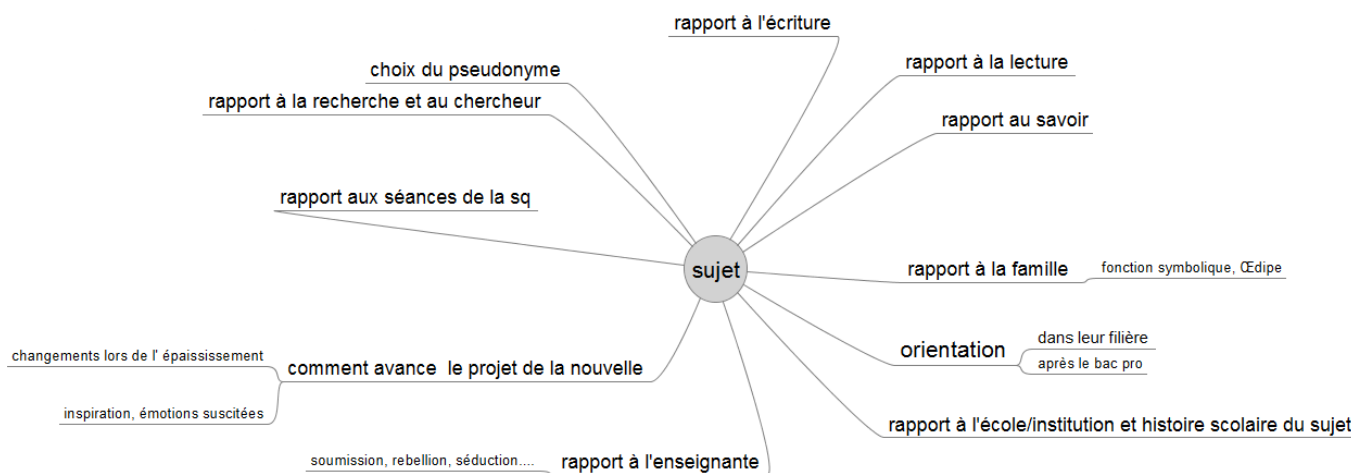 rapport à l'écriture
rapport à la lecture
choix du pseudonyme
rapport à la recherche et au chercheur
rapport au savoir
rapport aux séances de la sq
sujet
rapport à la famille
fonction symbolique, Œdipe
orientation
dans leur filière
après le bac pro
changements lors de l' épaississement
comment avance le projet de la nouvelle
inspiration, émotions suscitées
rapport à l'école/institution et histoire scolaire du sujet
soumission, rebellion, séduction....
rapport à l'enseignante